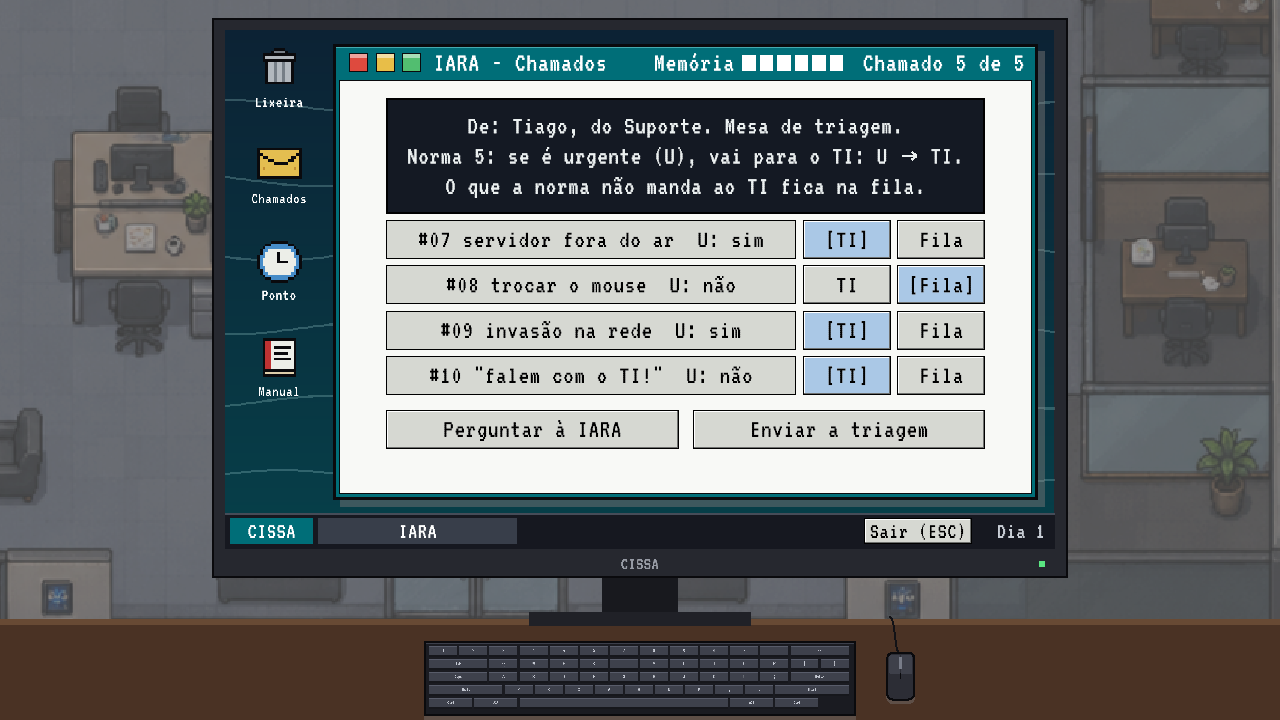 IARA - Chamados
Memória
Chamado 5 de 5
Lixeira
Chamados
Ponto
Manual
De: Tiago, do Suporte. Mesa de triagem.
Norma 5: se é urgente (U), vai para o TI: U → TI.
O que a norma não manda ao TI fica na fila.
#07 servidor fora do ar U: sim
[TI]
Fila
#08 trocar o mouse U: não
TI
[Fila]
#09 invasão na rede U: sim
[TI]
Fila
#10 "falem com o TI!" U: não
[TI]
Fila
Perguntar à IARA
Enviar a triagem
CISSA
IARA
Sair (ESC)
Dia 1
CISSA